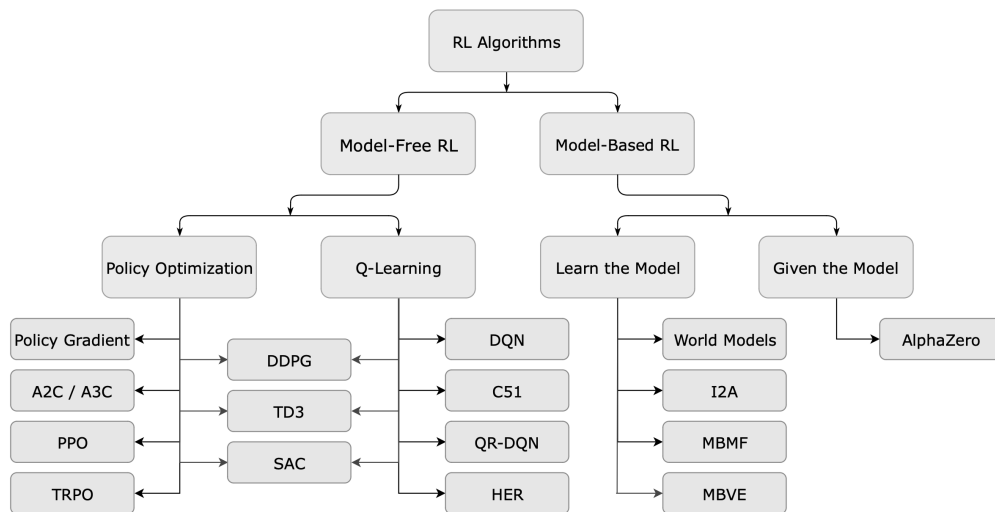 RL Algorithms
Model-Free RL
Model-Based RL
Policy Optimization
Q-Learning
Learn the Model
Given the Model
Policy Gradient
DQN
World Models
AlphaZero
DDPG
A2C / A3C
C51
I2A
TD3
PPO
QR-DQN
MBMF
SAC
TRPO
HER
MBVE